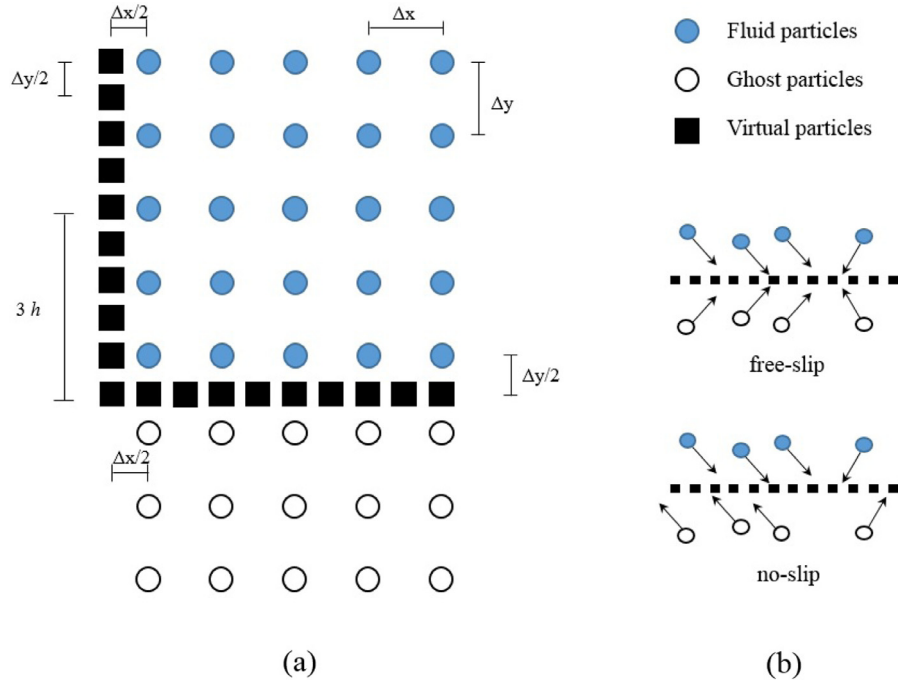 Δx/2
Δx
Fluid particles
Δy/2
Δy
Ghost particles
Virtual particles
3 h
Δy/2
free-slip
Δx/2
no-slip
(a)
(b)